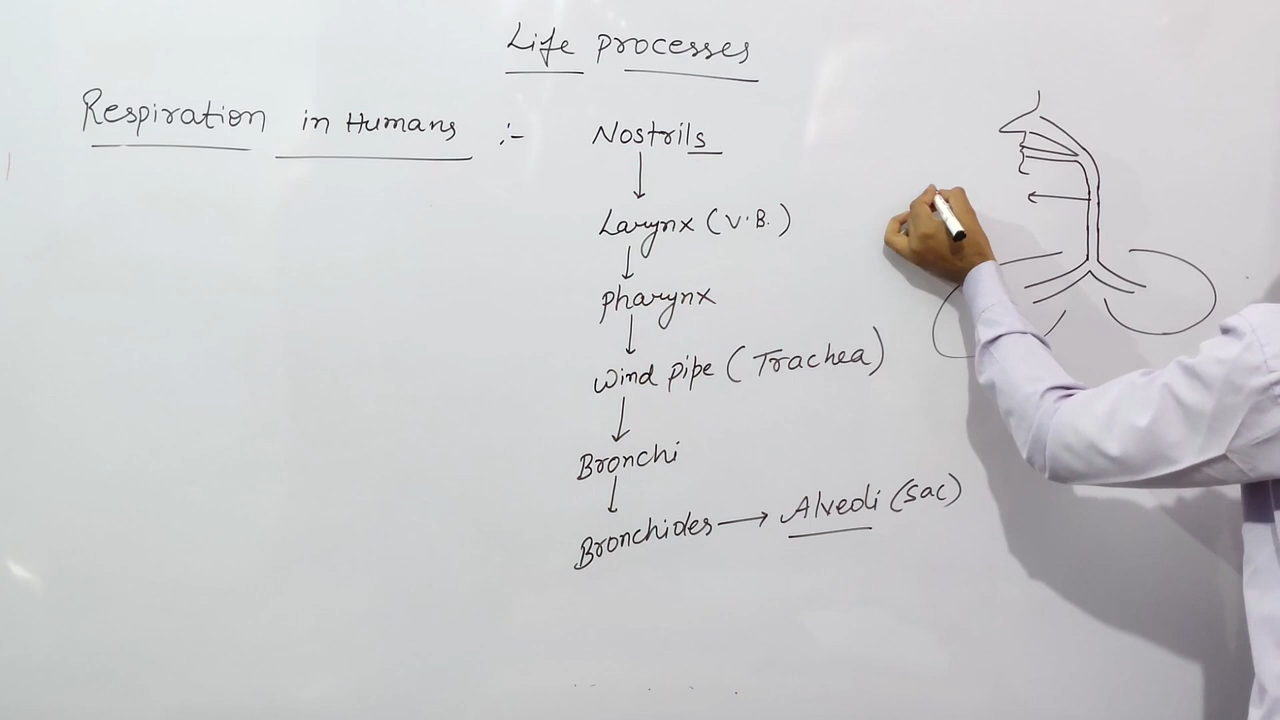 Life processes
Respiration in Humans :-
Nostrils
Larynx (V.B.)
Pharynx
Wind pipe (Trachea)
Bronchi
Bronchides → Alveoli (Sac)